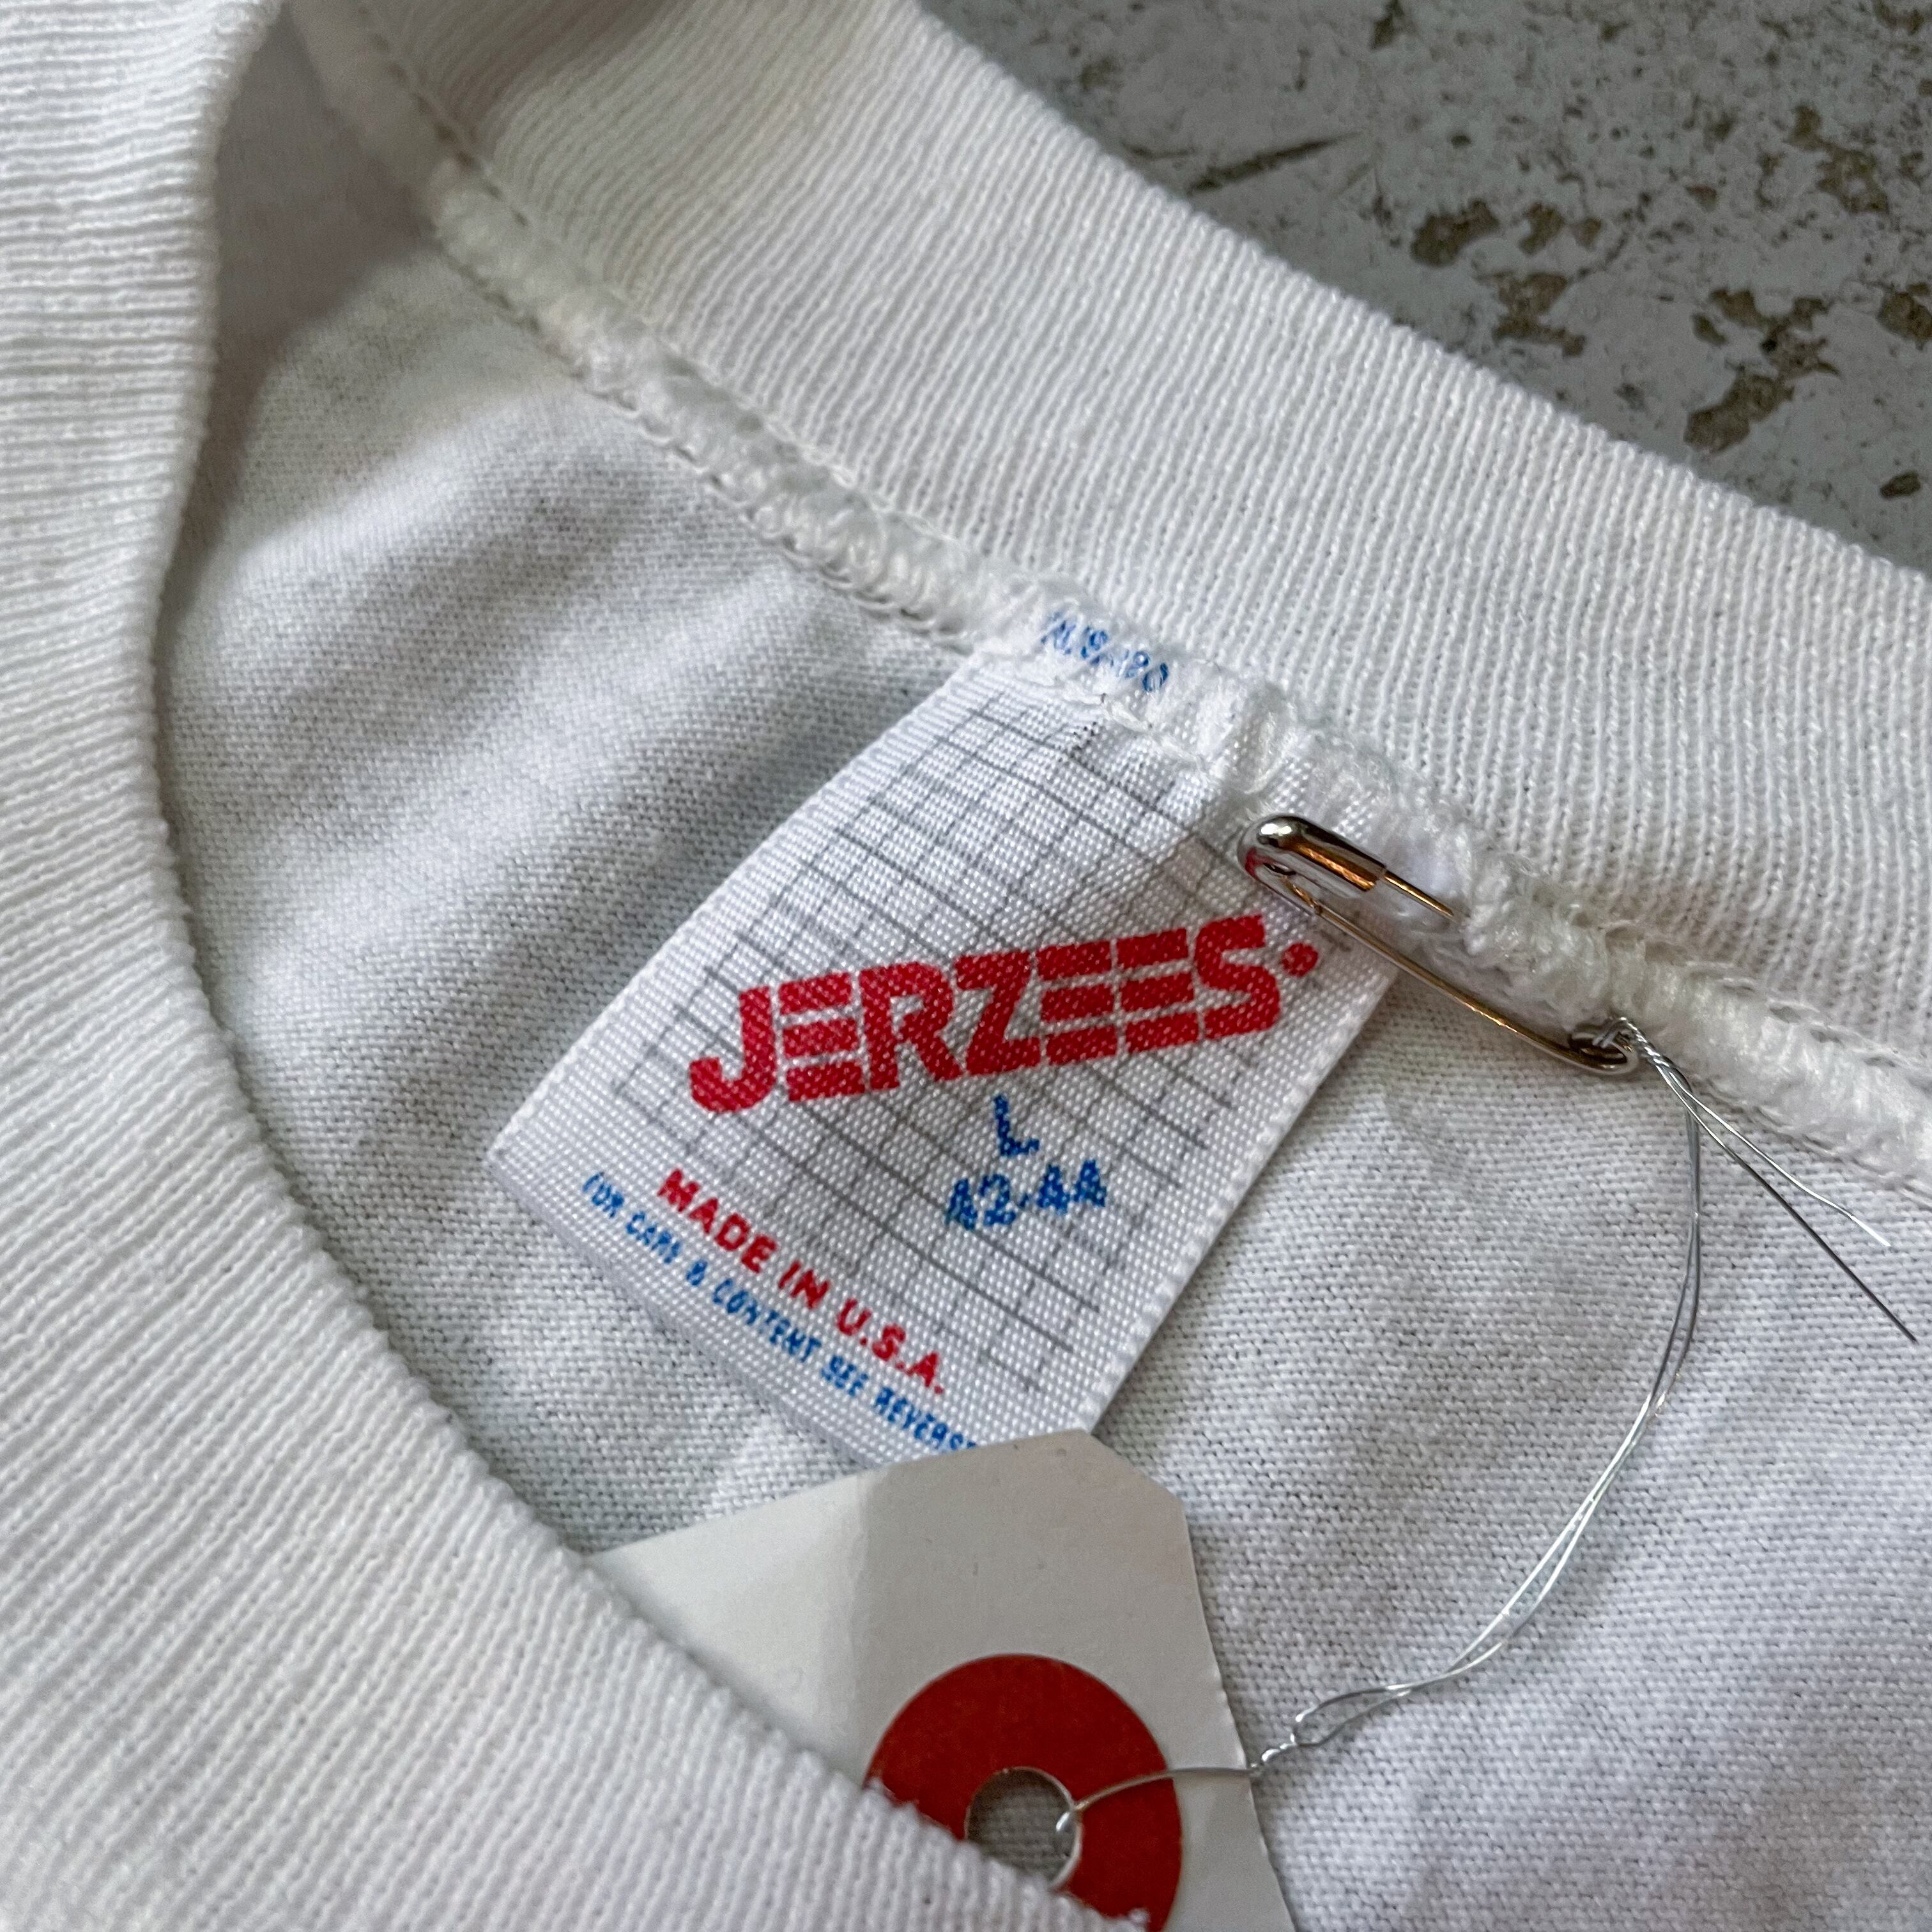 JERZEES
L
42-44
MADE IN U.S.A.
FOR CARE & CONTENT SEE REVERSE